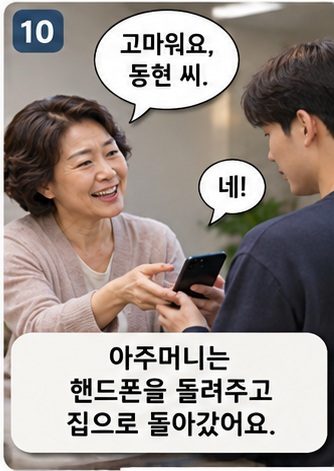 10
고마워요,
동현 씨.
네!
아주머니는
핸드폰을 돌려주고
집으로 돌아갔어요.